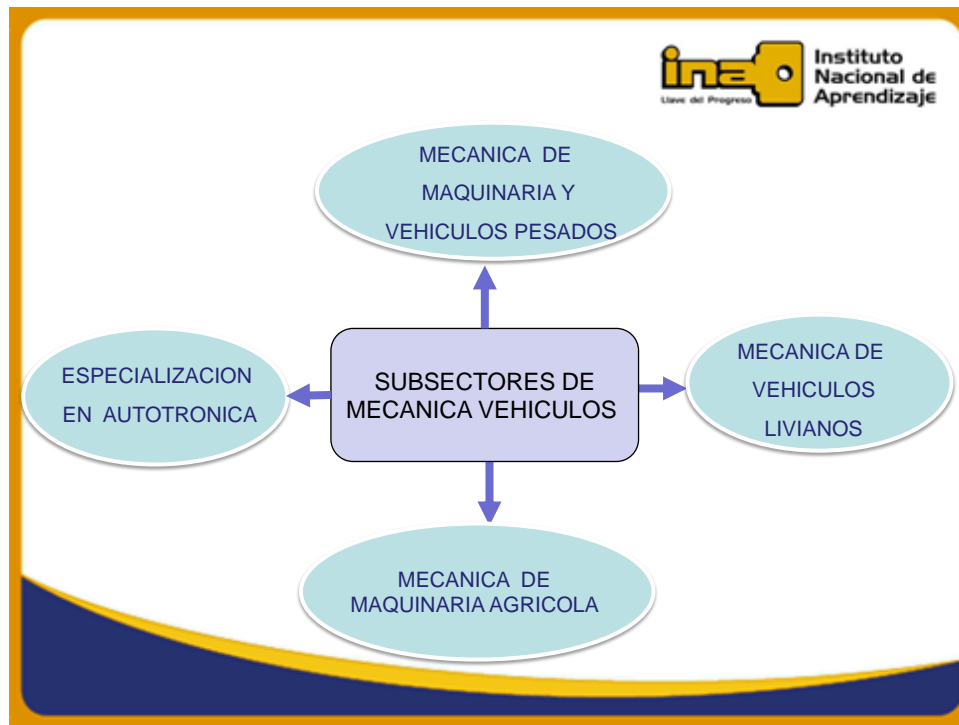 ina
Llave del Progreso
Instituto
Nacional de
Aprendizaje
MECANICA DE
MAQUINARIA Y
VEHICULOS PESADOS
ESPECIALIZACION
EN AUTOTRONICA
SUBSECTORES DE
MECANICA VEHICULOS
MECANICA DE
VEHICULOS
LIVIANOS
MECANICA DE
MAQUINARIA AGRICOLA